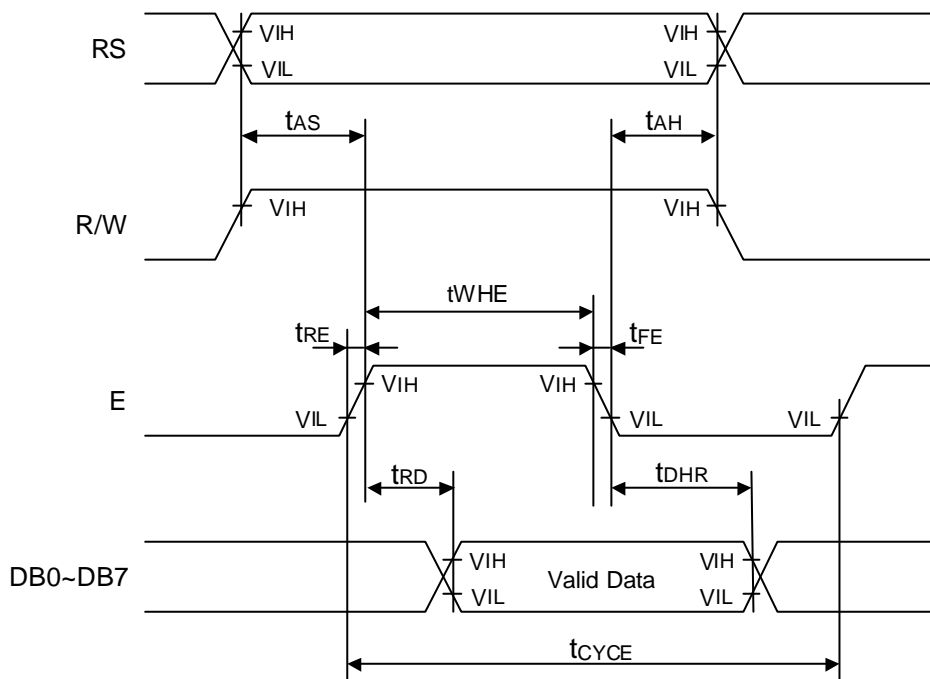 RS
VIH
VIH
VIL
VIL
tAS
tAH
R/W
VIH
VIH
tWHE
tRE
tFE
E
VIH
VIH
VIL
VIL
VIL
tRD
tDHR
DB0~DB7
VIH
Valid Data
VIH
VIL
VIL
tCYCE